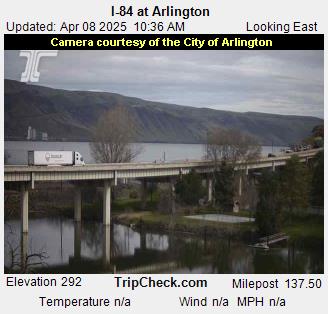 I-84 at Arlington
Updated: Apr 08 2025 10:36 AM Looking East
Camera courtesy of the City of Arlington
Elevation 292 TripCheck.com Milepost 137.50
Temperature n/a Wind n/a MPH n/a